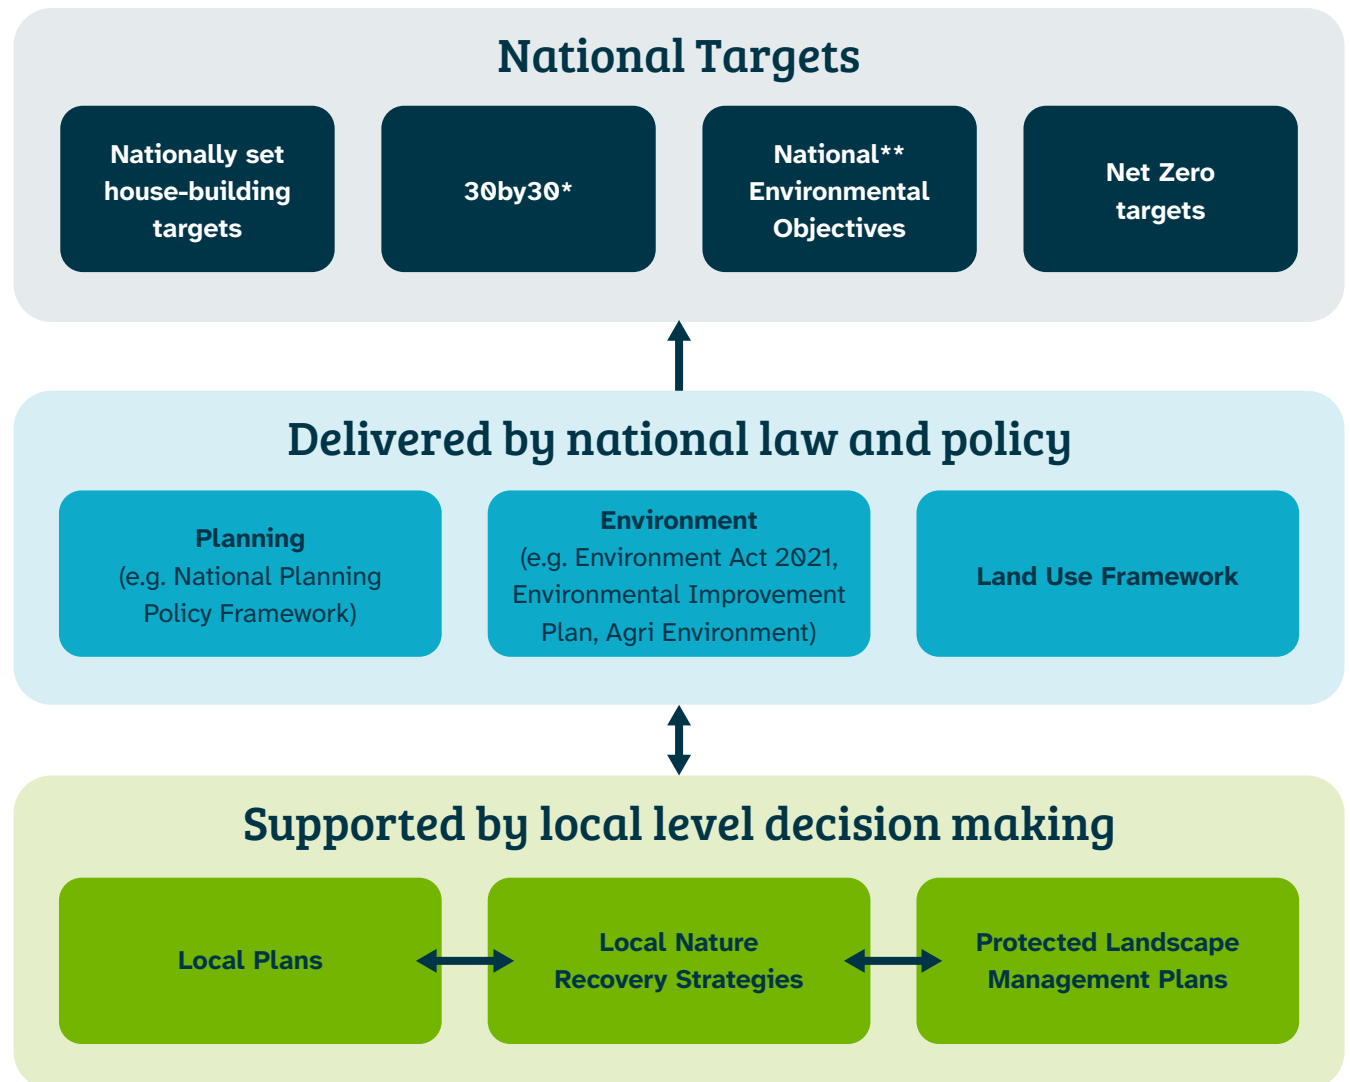 National Targets
Nationally set
house-building
targets
30by30*
National**
Environmental
Objectives
Net Zero
targets
Delivered by national law and policy
Planning
(e.g. National Planning
Policy Framework)
Environment
(e.g. Environment Act 2021,
Environmental Improvement
Plan, Agri Environment)
Land Use Framework
Supported by local level decision making
Local Plans
Local Nature
Recovery Strategies
Protected Landscape
Management Plans